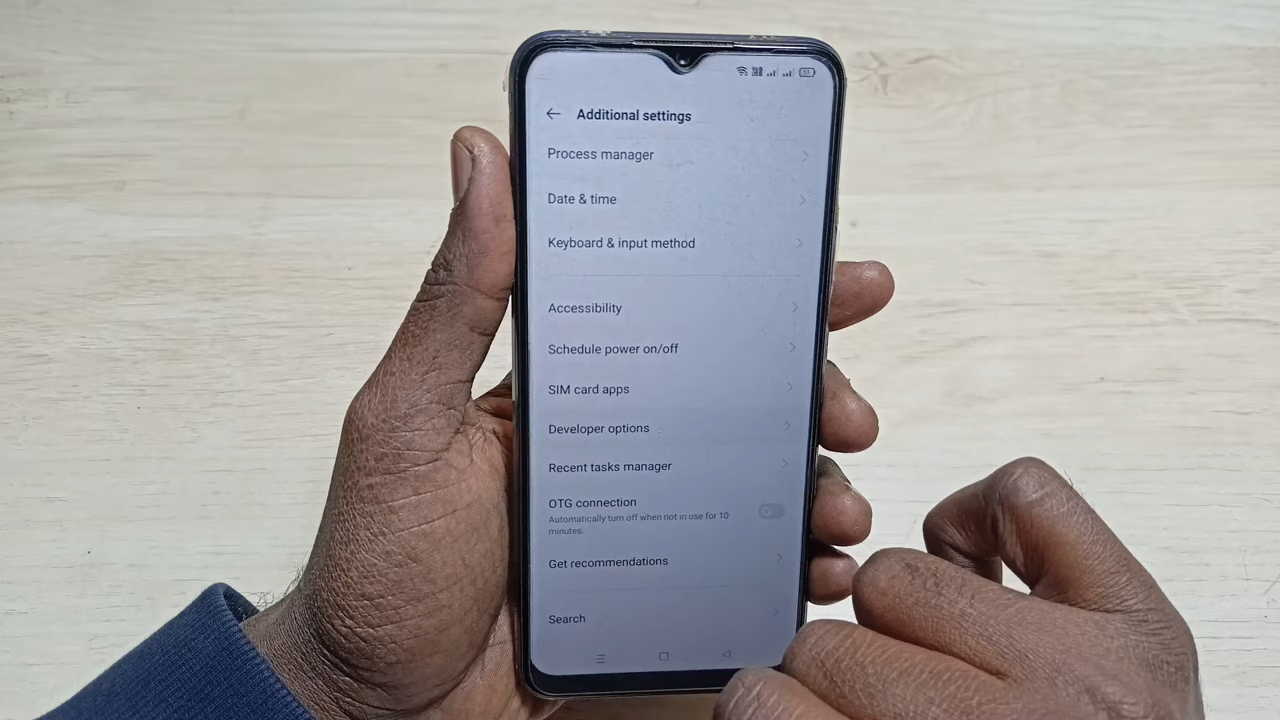 Additional settings
Process manager
Date & time
Keyboard & input method
Accessibility
Schedule power on/off
SIM card apps
Developer options
Recent tasks manager
OTG connection
Automatically turn off when not in use for 10
minutes.
Get recommendations
Search